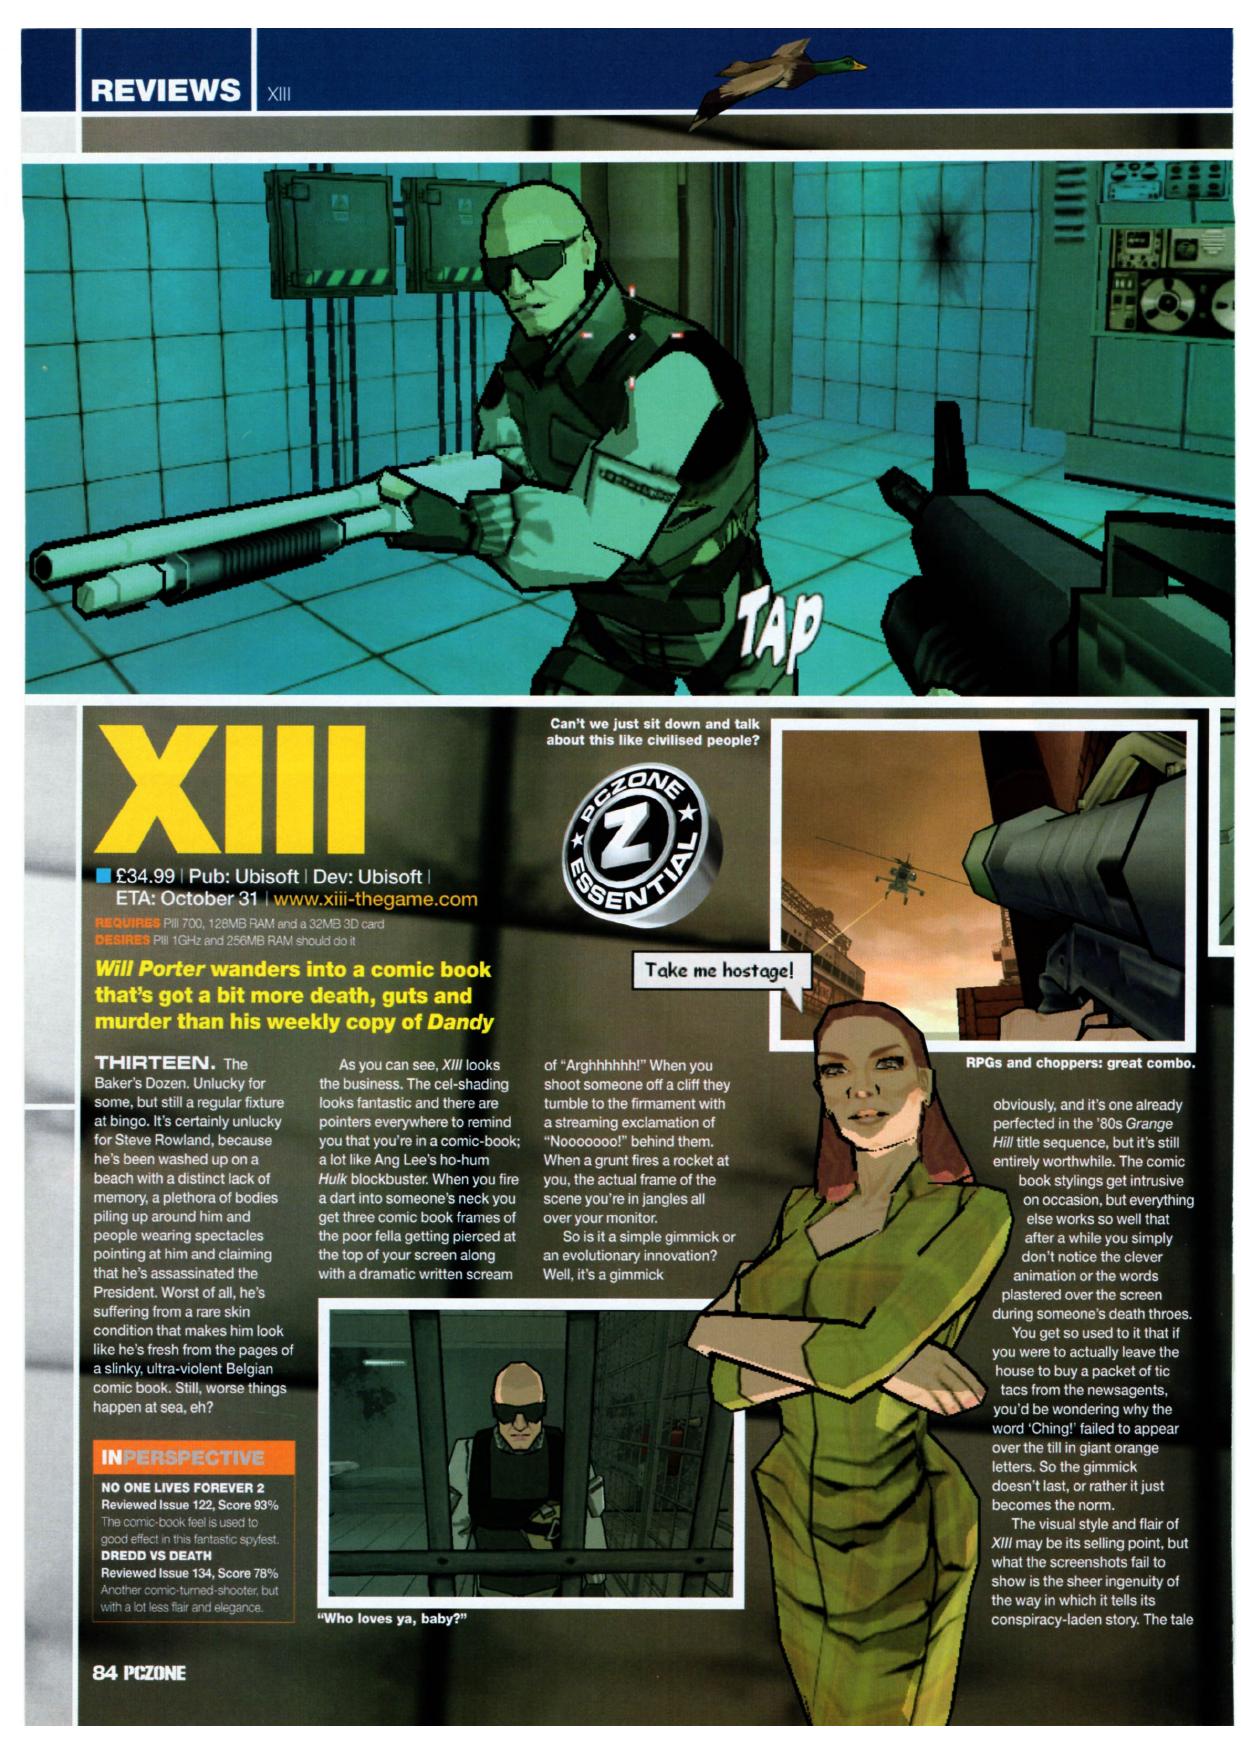 REVIEWS
XIII
TAP
XIII
£34.99 | Pub: Ubisoft | Dev: Ubisoft |
ETA: October 31 | www.xiii-thegame.com
REQUIRES PIII 700, 128MB RAM and a 32MB 3D card
DESIRES PIII 1GHz and 256MB RAM should do it
Will Porter wanders into a comic book
that's got a bit more death, guts and
murder than his weekly copy of Dandy
Can't we just sit down and talk
about this like civilised people?
PCZONE
Z
ESSENTIAL
Take me hostage!
RPGs and choppers: great combo.
THIRTEEN. The
Baker's Dozen. Unlucky for
some, but still a regular fixture
at bingo. It's certainly unlucky
for Steve Rowland, because
he's been washed up on a
beach with a distinct lack of
memory, a plethora of bodies
piling up around him and
people wearing spectacles
pointing at him and claiming
that he's assassinated the
President. Worst of all, he's
suffering from a rare skin
condition that makes him look
like he's fresh from the pages of
a slinky, ultra-violent Belgian
comic book. Still, worse things
happen at sea, eh?
As you can see, XIII looks
the business. The cel-shading
looks fantastic and there are
pointers everywhere to remind
you that you're in a comic-book;
a lot like Ang Lee's ho-hum
Hulk blockbuster. When you fire
a dart into someone's neck you
get three comic book frames of
the poor fella getting pierced at
the top of your screen along
with a dramatic written scream
of "Arghhhhhh!" When you
shoot someone off a cliff they
tumble to the firmament with
a streaming exclamation of
"Nooooooo!" behind them.
When a grunt fires a rocket at
you, the actual frame of the
scene you're in jangles all
over your monitor.
So is it a simple gimmick or
an evolutionary innovation?
Well, it's a gimmick
obviously, and it's one already
perfected in the '80s Grange
Hill title sequence, but it's still
entirely worthwhile. The comic
book stylings get intrusive
on occasion, but everything
else works so well that
after a while you simply
don't notice the clever
animation or the words
plastered over the screen
during someone's death throes.
You get so used to it that if
you were to actually leave the
house to buy a packet of tic
tacs from the newsagents,
you'd be wondering why the
word 'Ching!' failed to appear
over the till in giant orange
letters. So the gimmick
doesn't last, or rather it just
becomes the norm.
The visual style and flair of
XIII may be its selling point, but
what the screenshots fail to
show is the sheer ingenuity of
the way in which it tells its
conspiracy-laden story. The tale
INPERSPECTIVE
NO ONE LIVES FOREVER 2
Reviewed Issue 122, Score 93%
The comic-book feel is used to
good effect in this fantastic spyfest.
DREDD VS DEATH
Reviewed Issue 134, Score 78%
Another comic-turned-shooter, but
with a lot less flair and elegance.
"Who loves ya, baby?"
84 PCZONE